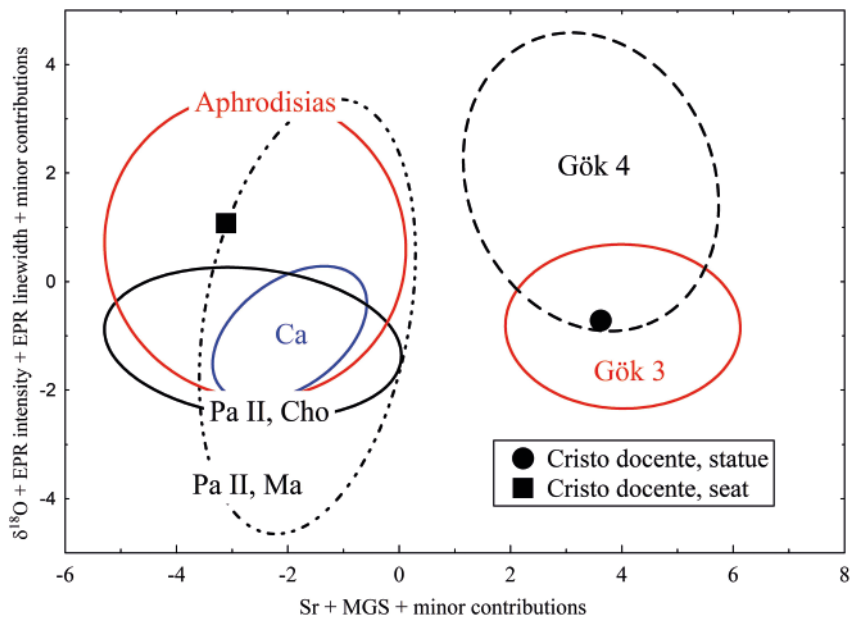 δ¹⁸O + EPR intensity + EPR linewidth + minor contributions
4
2
0
-2
-4
Aphrodisias
Gök 4
Ca
Gök 3
Pa II, Cho
Pa II, Ma
Cristo docente, statue
Cristo docente, seat
-6
-4
-2
0
2
4
6
8
Sr + MGS + minor contributions